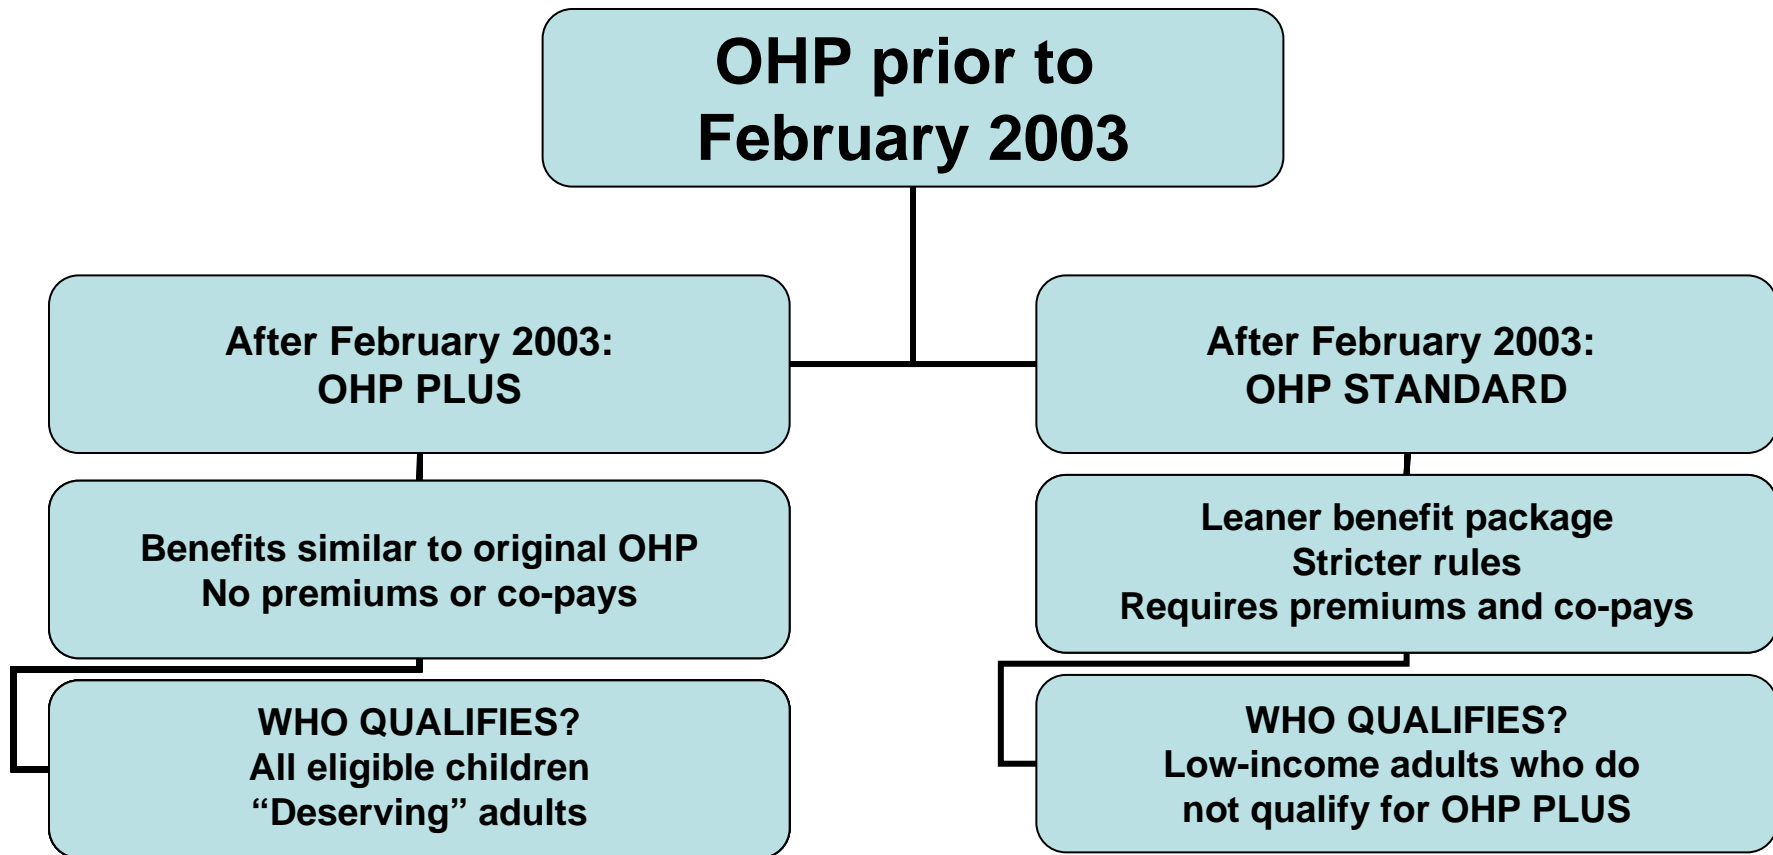 OHP prior to
February 2003
After February 2003:
OHP PLUS
Benefits similar to original OHP
No premiums or co-pays
WHO QUALIFIES?
All eligible children
“Deserving” adults
After February 2003:
OHP STANDARD
Leaner benefit package
Stricter rules
Requires premiums and co-pays
WHO QUALIFIES?
Low-income adults who do
not qualify for OHP PLUS